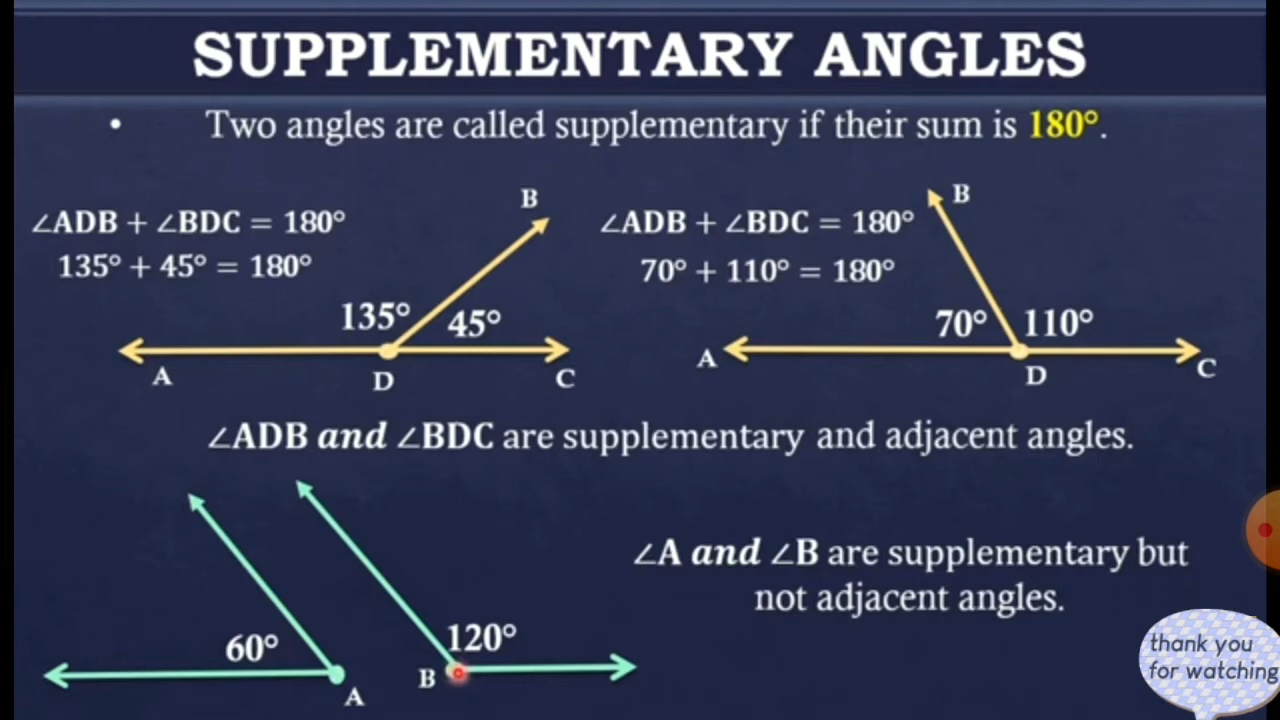 SUPPLEMENTARY ANGLES
• Two angles are called supplementary if their sum is 180°.
∠ADB + ∠BDC = 180°
135° + 45° = 180°
B
135°
45°
A
D
C
∠ADB + ∠BDC = 180°
70° + 110° = 180°
B
70°
110°
A
D
C
∠ADB and ∠BDC are supplementary and adjacent angles.
60°
A
120°
B
∠A and ∠B are supplementary but
not adjacent angles.
thank you
for watching